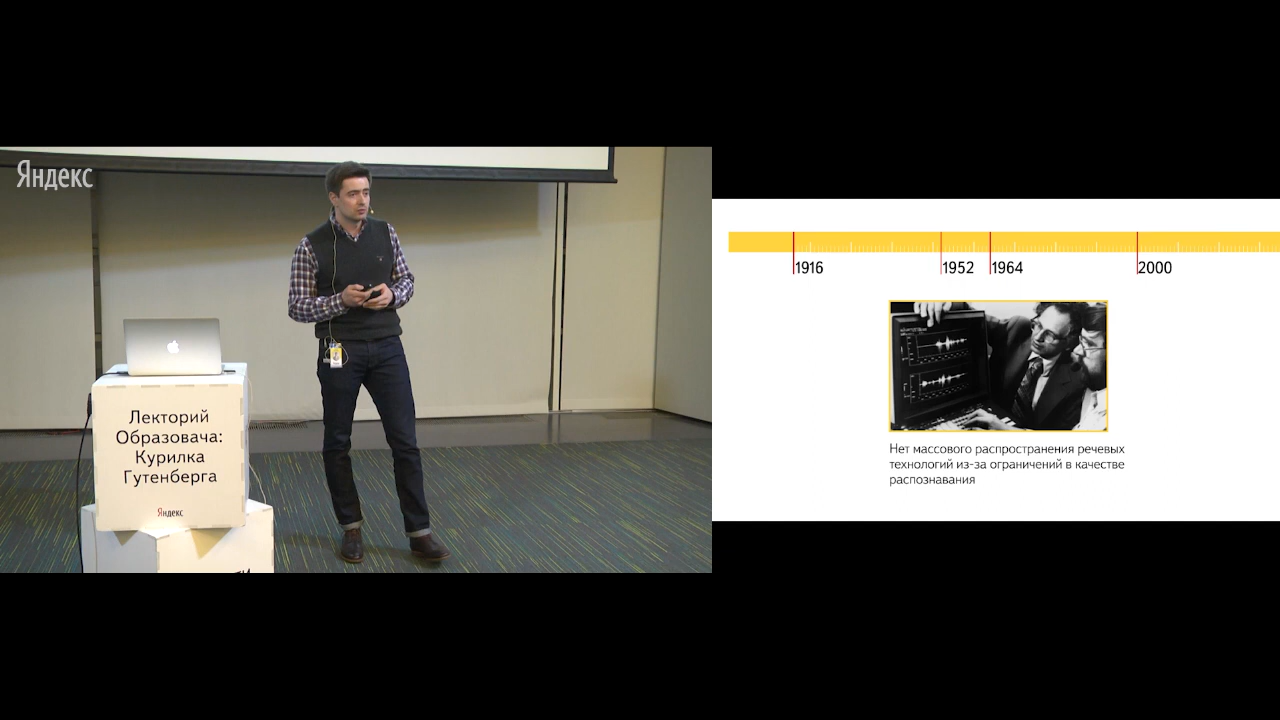 Яндекс
Лекторий
Образовача:
Курилка
Гутенберга
Яндекс
1916
1952
1964
2000
Нет массового распространения речевых
технологий из-за ограничений в качестве
распознавания